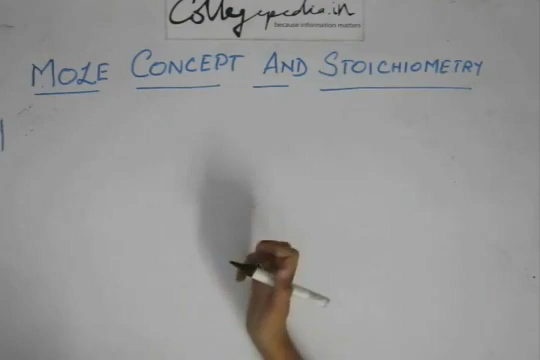 Collegepedia.in
because information matters
MOLE CONCEPT AND STOICHIOMETRY